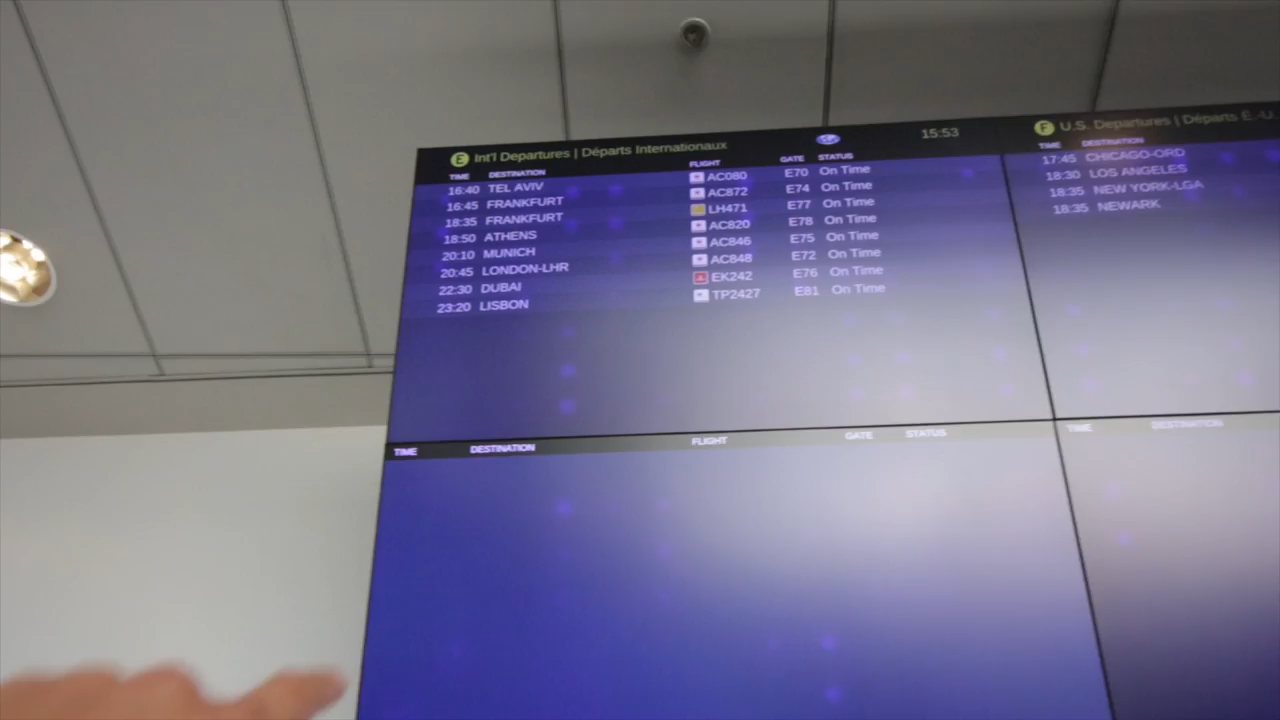 E Int'l Departures | Départs Internationaux 15:53
TIME DESTINATION FLIGHT GATE STATUS
16:40 TEL AVIV AC080 E70 On Time
16:45 FRANKFURT AC872 E74 On Time
18:35 FRANKFURT LH471 E77 On Time
18:50 ATHENS AC820 E78 On Time
20:10 MUNICH AC846 E75 On Time
20:45 LONDON-LHR AC848 E72 On Time
22:30 DUBAI EK242 E76 On Time
23:20 LISBON TP2427 E81 On Time
TIME DESTINATION FLIGHT GATE STATUS
F U.S. Departures | Départs É.-U.
TIME DESTINATION
17:45 CHICAGO-ORD
18:30 LOS ANGELES
18:35 NEW YORK-LGA
18:35 NEWARK
TIME DESTINATION